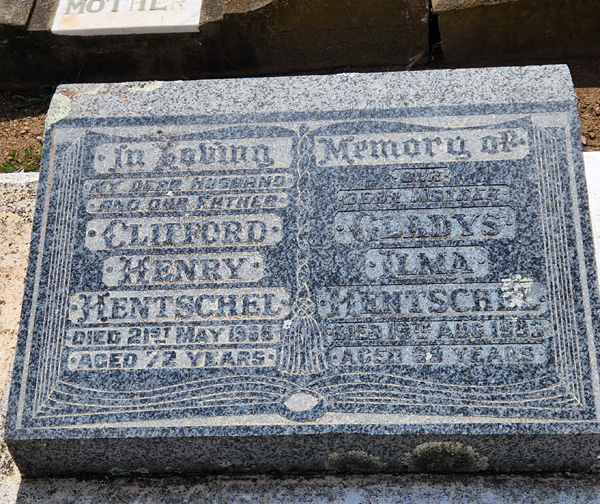 MOTHER
In Loving Memory of
MY DEAR HUSBAND
AND OUR FATHER
CLIFFORD
HENRY
HENTSCHEL
DIED 21ST MAY
AGED 72 YEARS
OUR
DEAR SISTER
GLADYS
ILMA
HENTSCHEL
DIED AUG
AGED YEARS